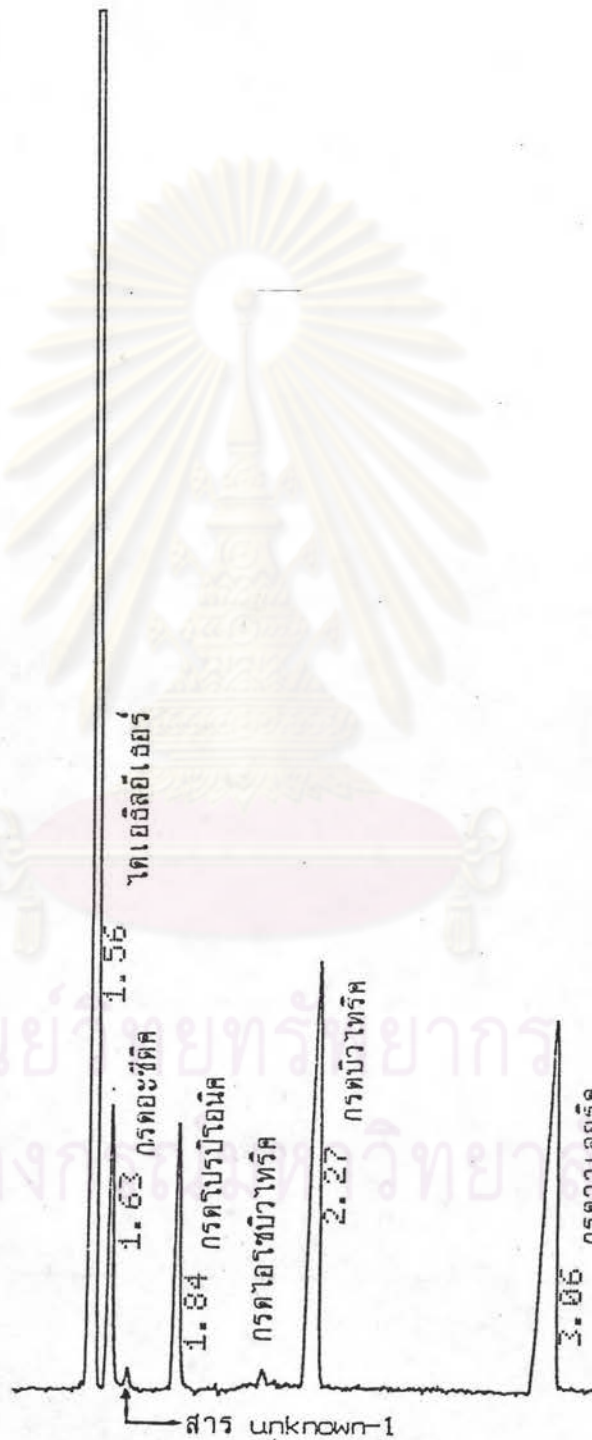 1.56 ไดเอธิลอีเธอร์
1.63 กรดอะซีติค
1.84 กรดโปรปิโอนิค
กรดไอโซบิวไทริค
2.27 กรดบิวไทริค
3.06
สาร unknown-1